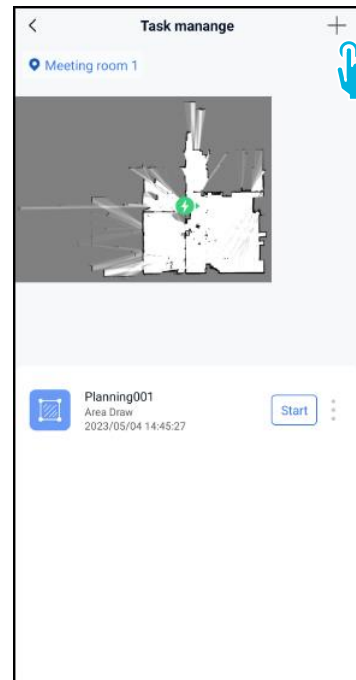 Task manange
Meeting room 1
Planning001
Area Draw
2023/05/04 14:45:27
Start